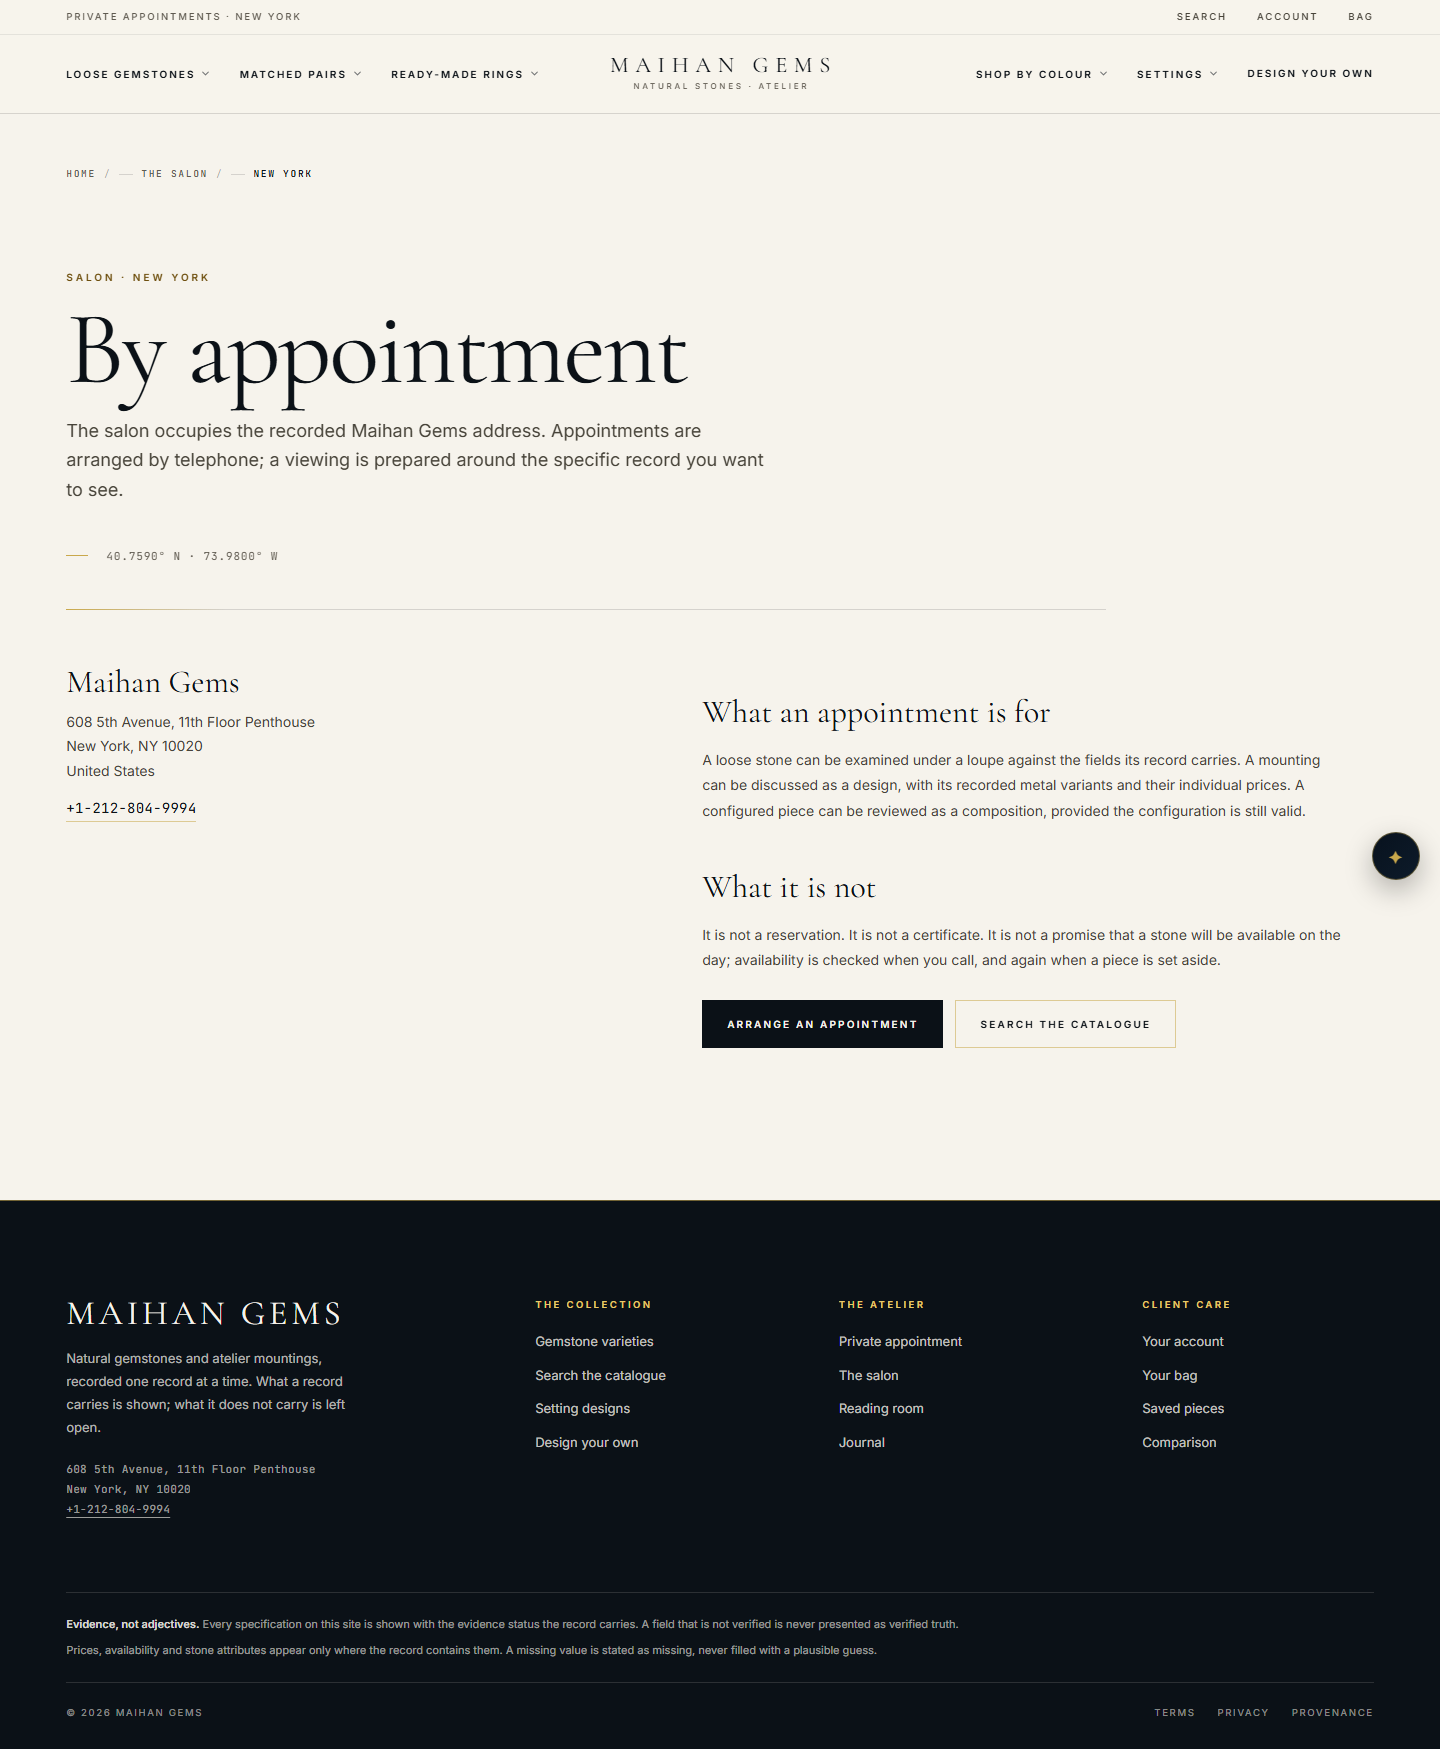 PRIVATE APPOINTMENTS · NEW YORK
SEARCH
ACCOUNT
BAG
LOOSE GEMSTONES
MATCHED PAIRS
READY-MADE RINGS
MAIHAN GEMS
NATURAL STONES · ATELIER
SHOP BY COLOUR
SETTINGS
DESIGN YOUR OWN
HOME / — THE SALON / — NEW YORK
SALON · NEW YORK
By appointment
The salon occupies the recorded Maihan Gems address. Appointments are
arranged by telephone; a viewing is prepared around the specific record you want
to see.
40.7590° N · 73.9800° W
Maihan Gems
608 5th Avenue, 11th Floor Penthouse
New York, NY 10020
United States
+1-212-804-9994
What an appointment is for
A loose stone can be examined under a loupe against the fields its record carries. A mounting
can be discussed as a design, with its recorded metal variants and their individual prices. A
configured piece can be reviewed as a composition, provided the configuration is still valid.
What it is not
It is not a reservation. It is not a certificate. It is not a promise that a stone will be available on the
day; availability is checked when you call, and again when a piece is set aside.
ARRANGE AN APPOINTMENT
SEARCH THE CATALOGUE
MAIHAN GEMS
Natural gemstones and atelier mountings,
recorded one record at a time. What a record
carries is shown; what it does not carry is left
open.
608 5th Avenue, 11th Floor Penthouse
New York, NY 10020
+1-212-804-9994
THE COLLECTION
Gemstone varieties
Search the catalogue
Setting designs
Design your own
THE ATELIER
Private appointment
The salon
Reading room
Journal
CLIENT CARE
Your account
Your bag
Saved pieces
Comparison
Evidence, not adjectives. Every specification on this site is shown with the evidence status the record carries. A field that is not verified is never presented as verified truth.
Prices, availability and stone attributes appear only where the record contains them. A missing value is stated as missing, never filled with a plausible guess.
© 2026 MAIHAN GEMS
TERMS
PRIVACY
PROVENANCE